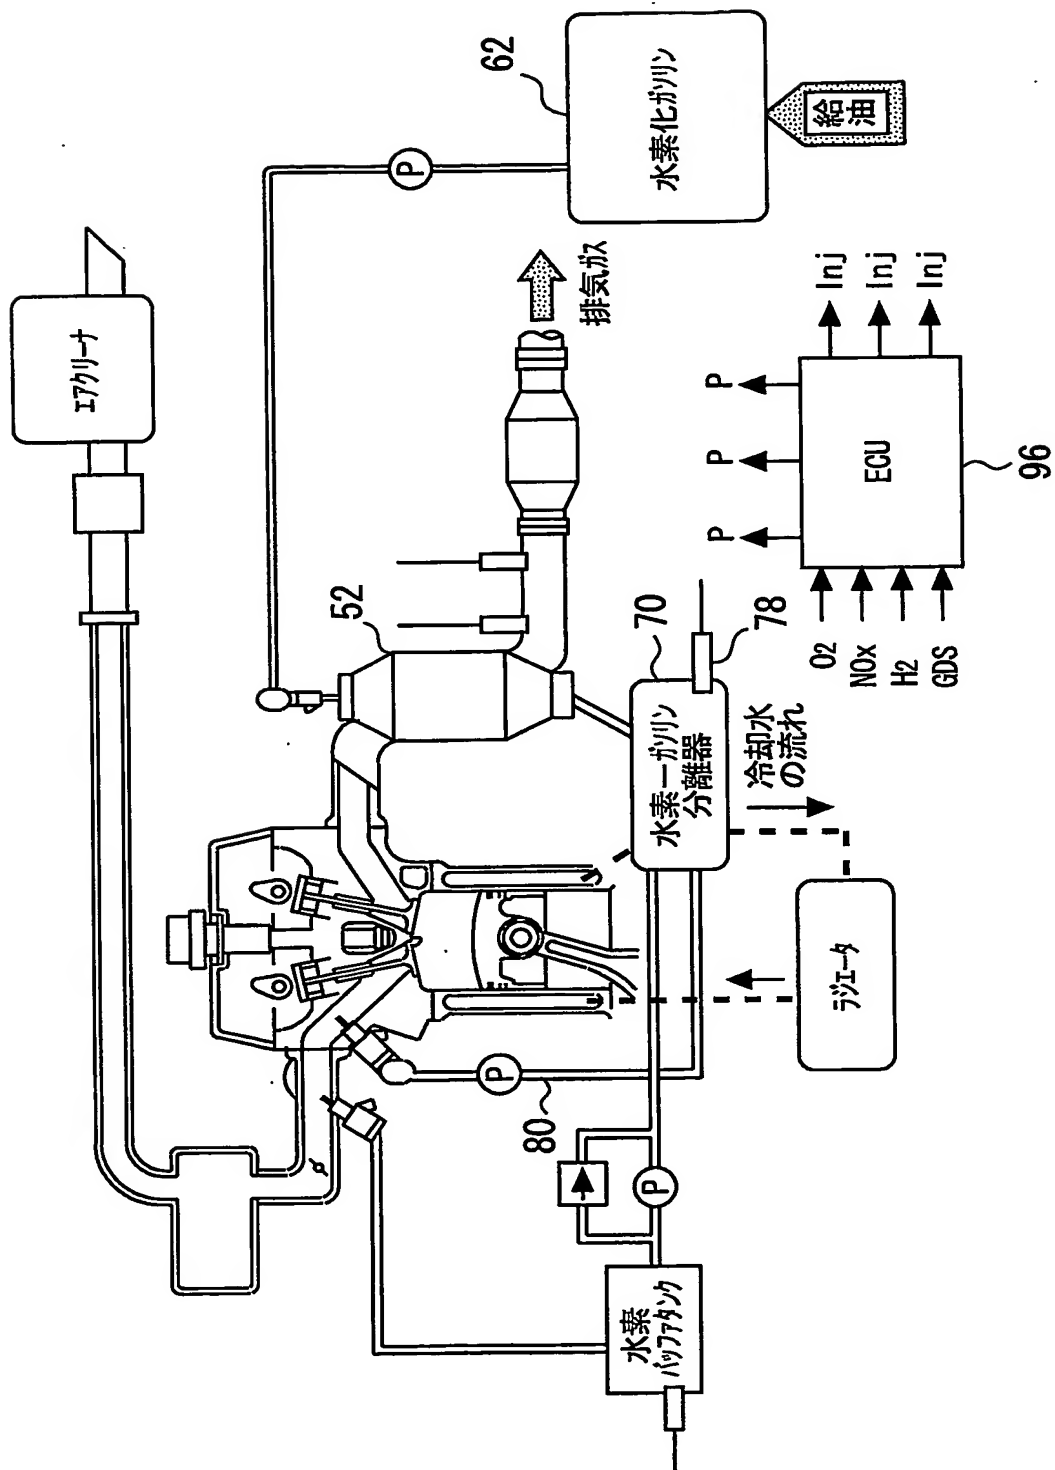 エアクリーナ
62
P
水素化ガソリン
給油
排気ガス
52
70
水素ーガソリン
分離器
78
冷却水
の流れ
P
80
P
水素
バッファタンク
ラジエータ
P
P
P
O2
NOx
H2
GDS
ECU
Inj
Inj
Inj
96